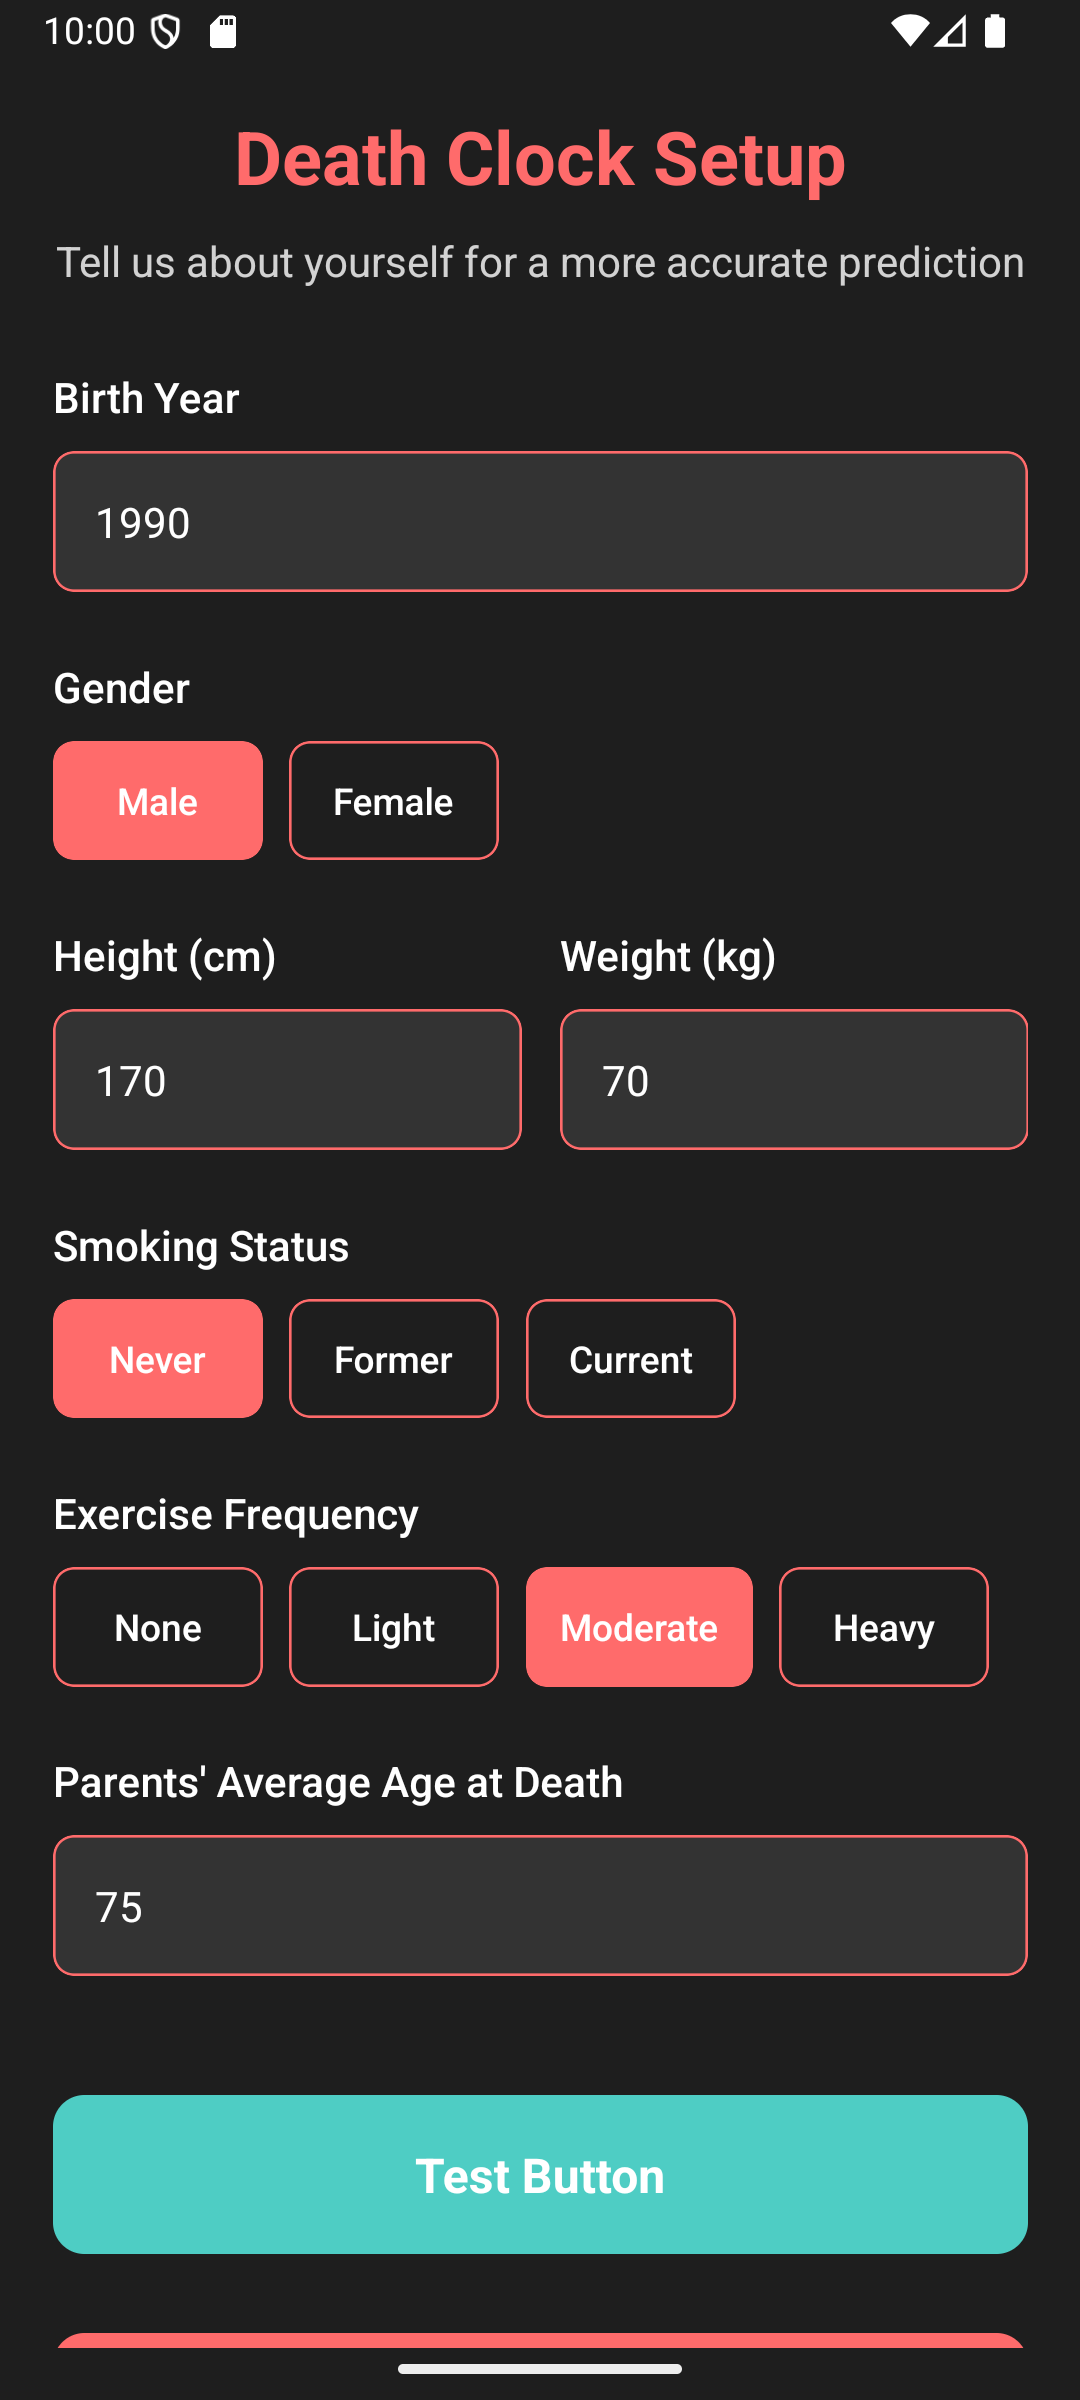 10:00
Death Clock Setup
Tell us about yourself for a more accurate prediction
Birth Year
1990
Gender
Male Female
Height (cm) Weight (kg)
170 70
Smoking Status
Never Former Current
Exercise Frequency
None Light Moderate Heavy
Parents' Average Age at Death
75
Test Button